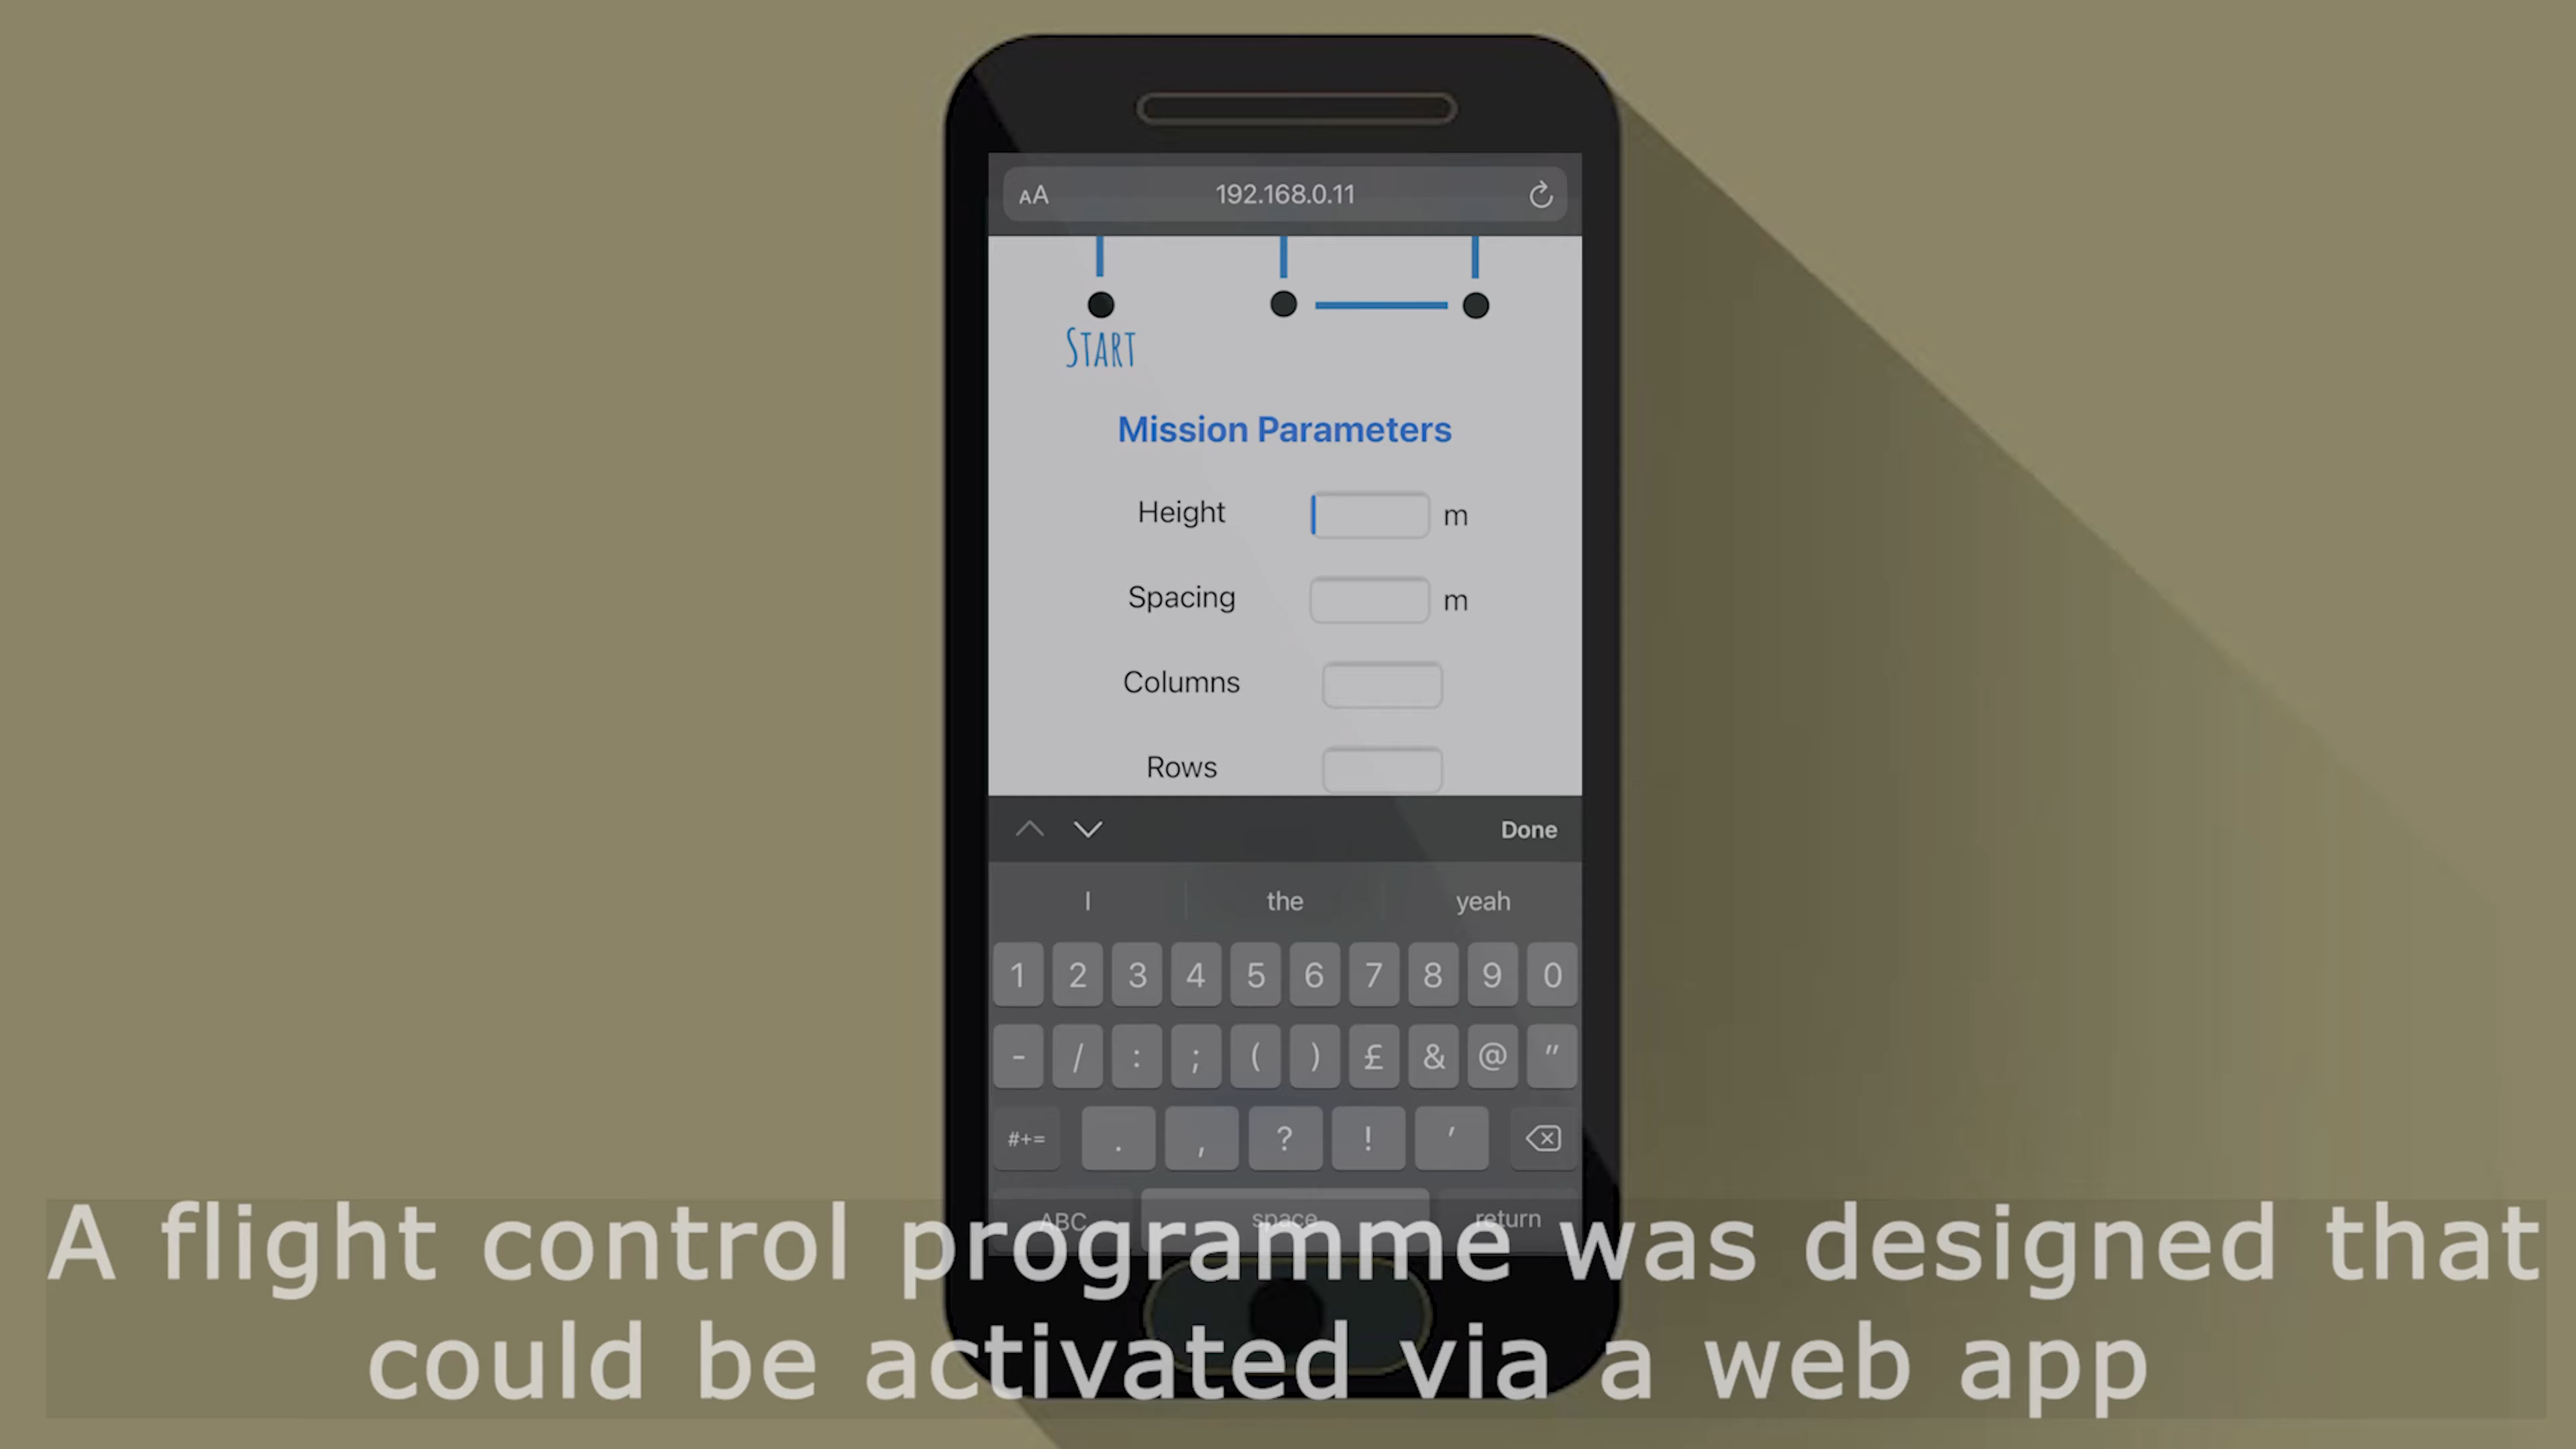 AA 192.168.0.11
START
Mission Parameters
Height m
Spacing m
Columns
Rows
Done
I the yeah
1 2 3 4 5 6 7 8 9 0
- / : ; ( ) £ & @ "
#+= . , ? ! '
ABC space return
A flight control programme was designed that
could be activated via a web app